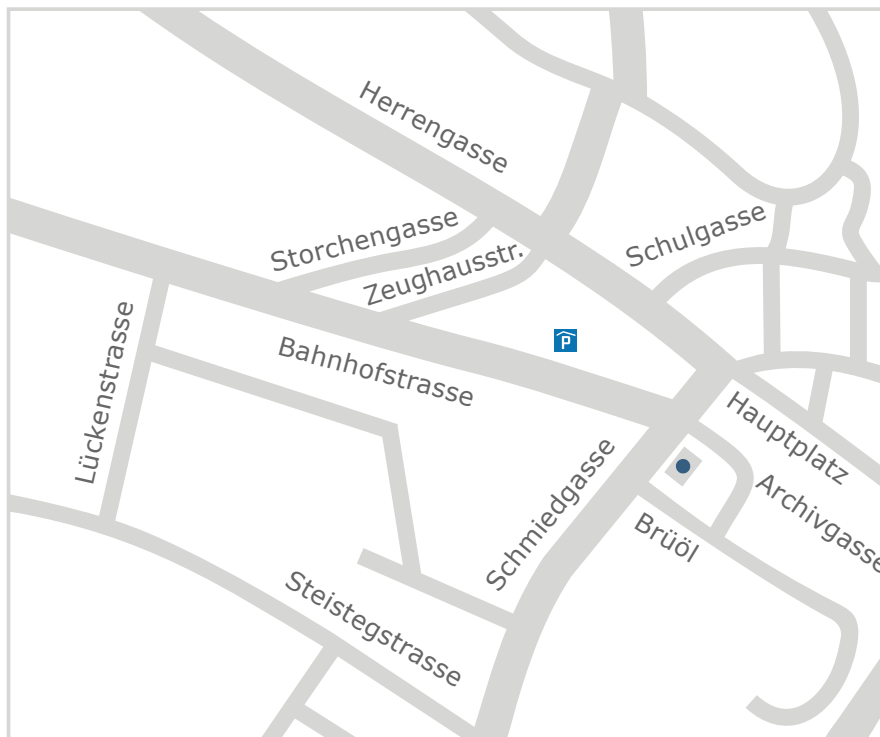 Herrengasse
Storchengasse
Schulgasse
Zeughausstr.
P
Lückenstrasse
Bahnhofstrasse
Hauptplatz
Schmiedgasse
Archivgasse
Brüöl
Steistegstrasse